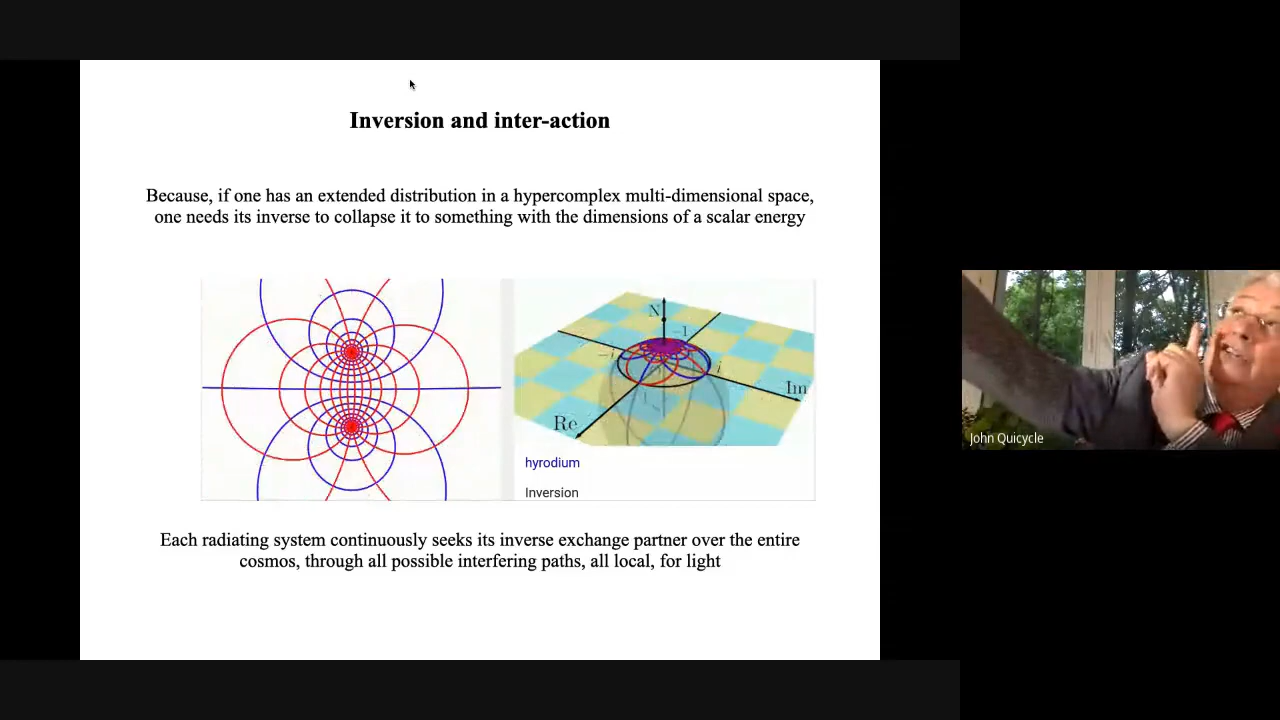 Inversion and inter-action
Because, if one has an extended distribution in a hypercomplex multi-dimensional space,
one needs its inverse to collapse it to something with the dimensions of a scalar energy
N
−1
−i
i
1
Im
Re
hyrodium
Inversion
John Quicycle
Each radiating system continuously seeks its inverse exchange partner over the entire
cosmos, through all possible interfering paths, all local, for light